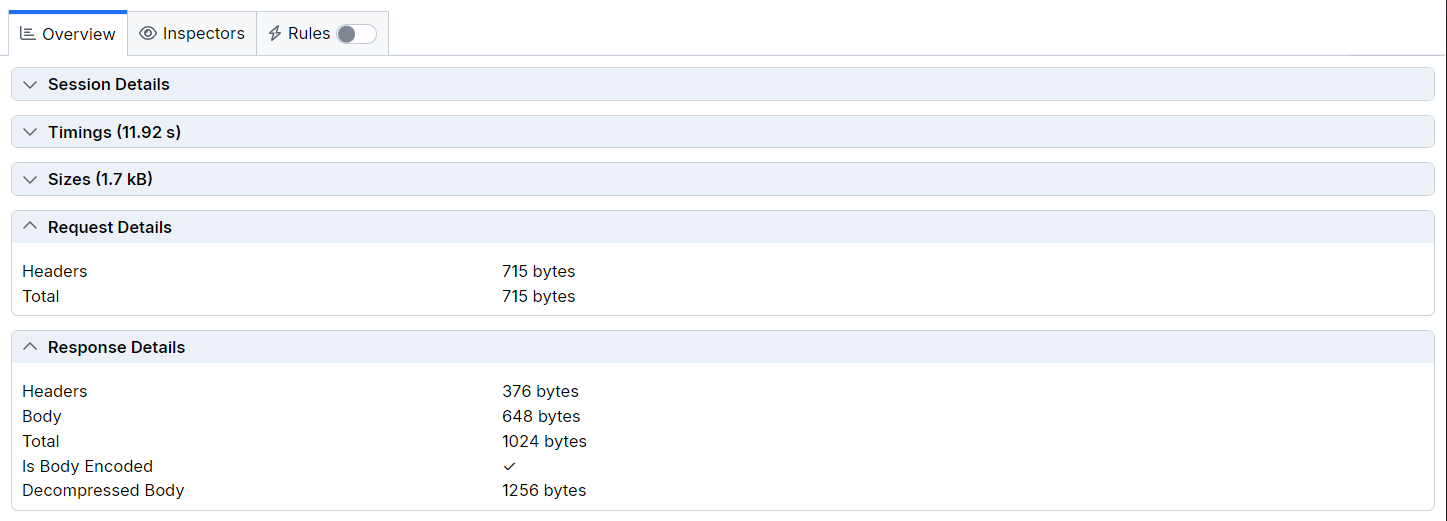 Overview Inspectors Rules
Session Details
Timings (11.92 s)
Sizes (1.7 kB)
Request Details
Headers 715 bytes
Total 715 bytes
Response Details
Headers 376 bytes
Body 648 bytes
Total 1024 bytes
Is Body Encoded ✓
Decompressed Body 1256 bytes